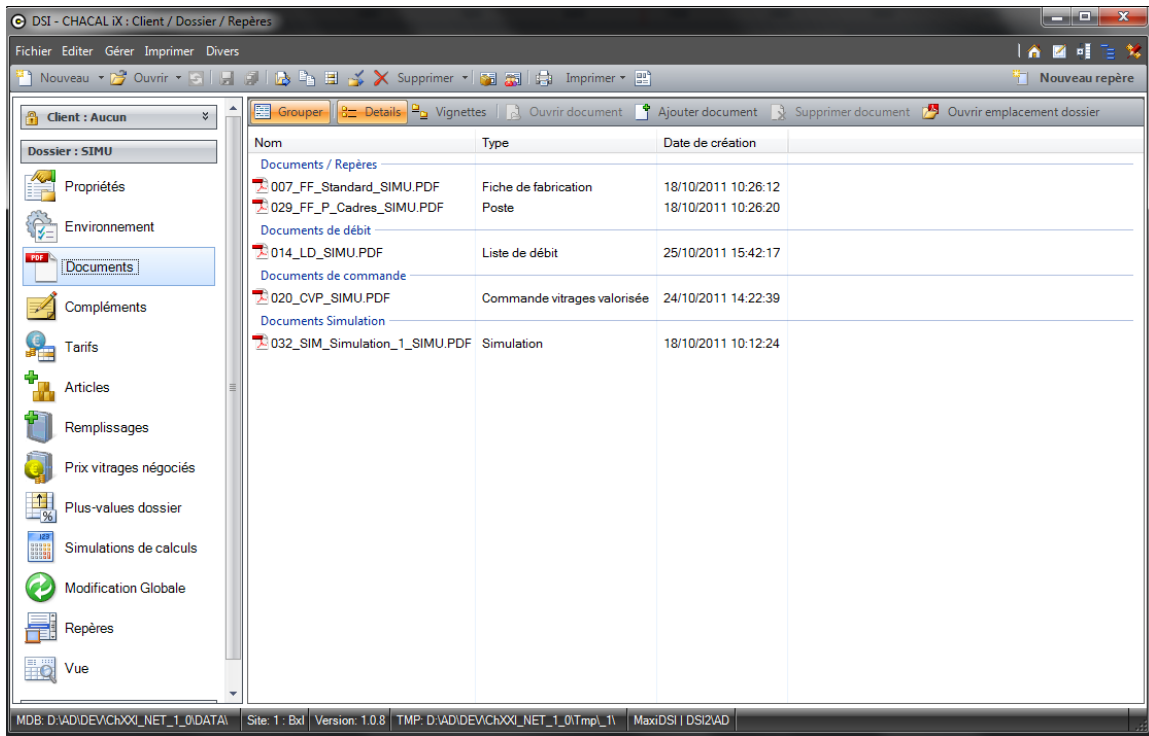 DSI - CHACAL iX : Client / Dossier / Repères
Fichier Editer Gérer Imprimer Divers
Nouveau Ouvrir Supprimer Imprimer Nouveau repère
Client : Aucun
Grouper Details Vignettes Ouvrir document Ajouter document Supprimer document Ouvrir emplacement dossier
Dossier : SIMU
Nom Type Date de création
Documents / Repères
Propriétés
007_FF_Standard_SIMU.PDF Fiche de fabrication 18/10/2011 10:26:12
029_FF_P_Cadres_SIMU.PDF Poste 18/10/2011 10:26:20
Environnement
Documents de débit
014_LD_SIMU.PDF Liste de débit 25/10/2011 15:42:17
PDF
Documents
Documents de commande
020_CVP_SIMU.PDF Commande vitrages valorisée 24/10/2011 14:22:39
Compléments
Documents Simulation
032_SIM_Simulation_1_SIMU.PDF Simulation 18/10/2011 10:12:24
Tarifs
Articles
Remplissages
Prix vitrages négociés
Plus-values dossier
%
123
Simulations de calculs
Modification Globale
Repères
Vue
MDB: D:\AD\DEV\ChXXI_NET_1_0\DATA\ Site: 1 : Bxl Version: 1.0.8 TMP: D:\AD\DEV\ChXXI_NET_1_0\Tmp\_1\ MaxiDSI | DSI2\AD